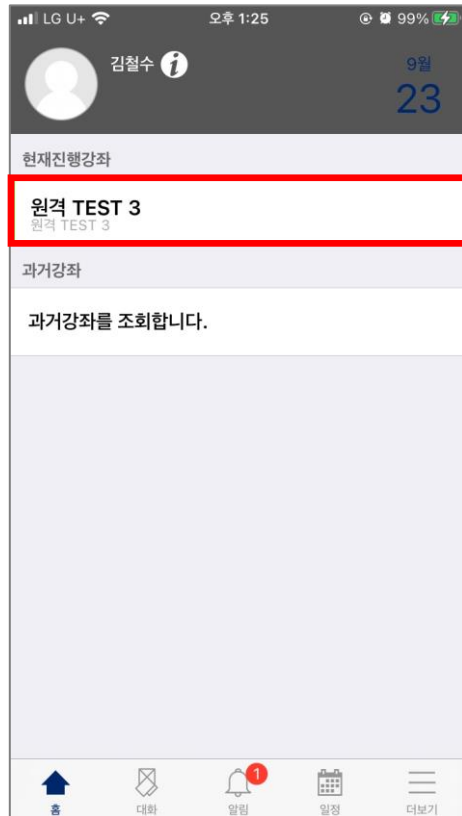 LG U+ 오후 1:25 99%
김철수 i 9월
23
현재진행강좌
원격 TEST 3
원격 TEST 3
과거강좌
과거강좌를 조회합니다.
1
홈 대화 알림 일정 더보기